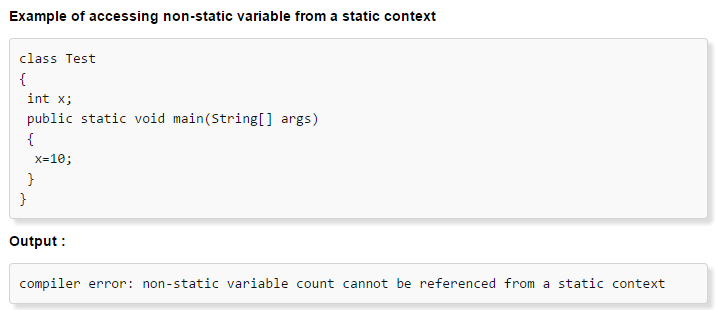 Example of accessing non-static variable from a static context
class Test
{
int x;
public static void main(String[] args)
{
x=10;
}
}
Output :
compiler error: non-static variable count cannot be referenced from a static context